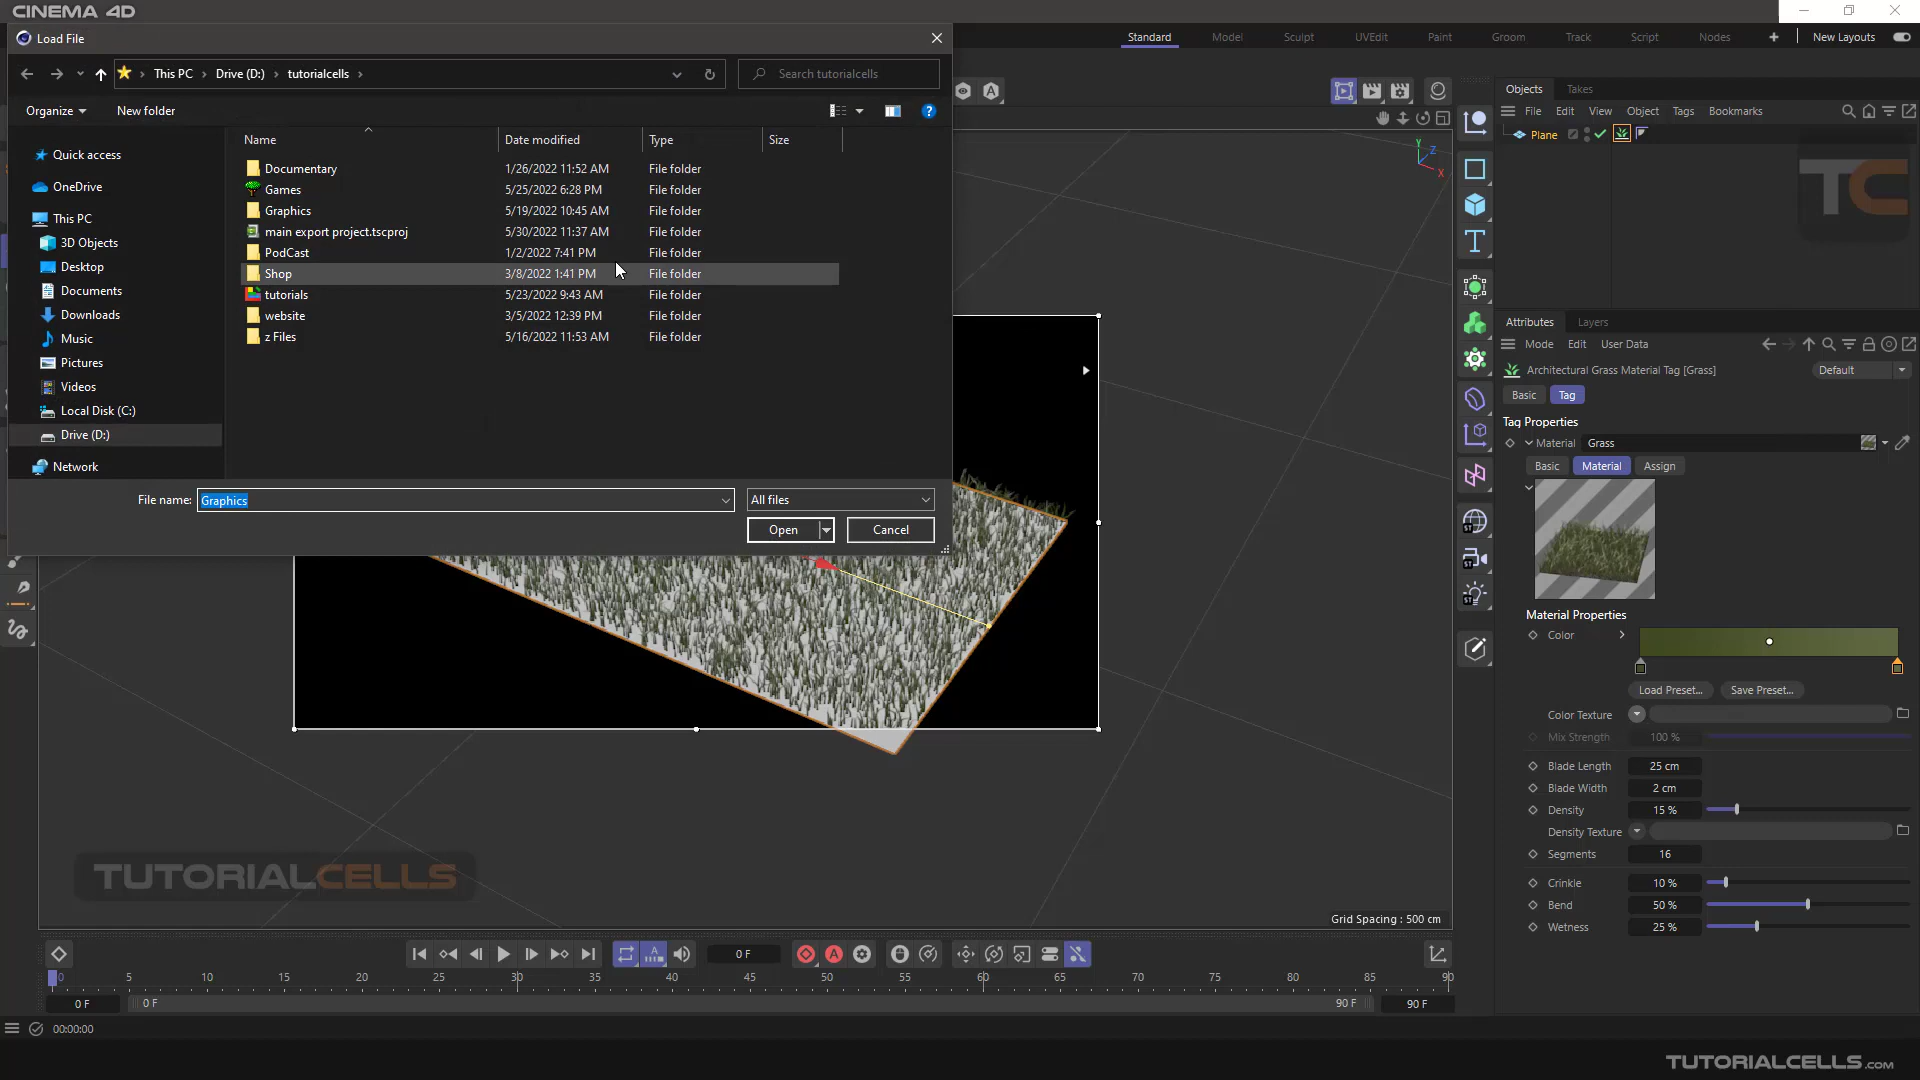 CINEMA 4D
Load File
This PC
Drive (D:)
tutorialcells
Search tutorialcells
Organize
New folder
Name
Date modified
Type
Size
Quick access
OneDrive
This PC
3D Objects
Desktop
Documents
Downloads
Music
Pictures
Videos
Local Disk (C:)
Drive (D:)
Network
Documentary 1/26/2022 11:52 AM File folder
Games 5/25/2022 6:28 PM File folder
Graphics 5/19/2022 10:45 AM File folder
main export project.tscproj 5/30/2022 11:37 AM File folder
PodCast 1/2/2022 7:41 PM File folder
Shop 3/8/2022 1:41 PM File folder
tutorials 5/23/2022 9:43 AM File folder
website 3/5/2022 12:39 PM File folder
z Files 5/16/2022 11:53 AM File folder
File name: Graphics
All files
Open
Cancel
Standard Model Sculpt UVEdit Paint Groom Track Script Nodes + New Layouts
Y
Z
X
Objects Takes
File Edit View Object Tags Bookmarks
Plane
TC
Attributes Layers
Mode Edit User Data
Architectural Grass Material Tag [Grass] Default
Basic Tag
Tag Properties
Material Grass
Basic Material Assign
Material Properties
Color
Load Preset... Save Preset...
Color Texture
Mix Strength 100 %
Blade Length 25 cm
Blade Width 2 cm
Density 15 %
Density Texture
Segments 16
Crinkle 10 %
Bend 50 %
Wetness 25 %
TUTORIALCELLS
Grid Spacing : 500 cm
0 F
0 5 10 15 20 25 30 35 40 45 50 55 60 65 70 75 80 85 90
0 F 0 F 90 F 90 F
00:00:00
TUTORIALCELLS.com